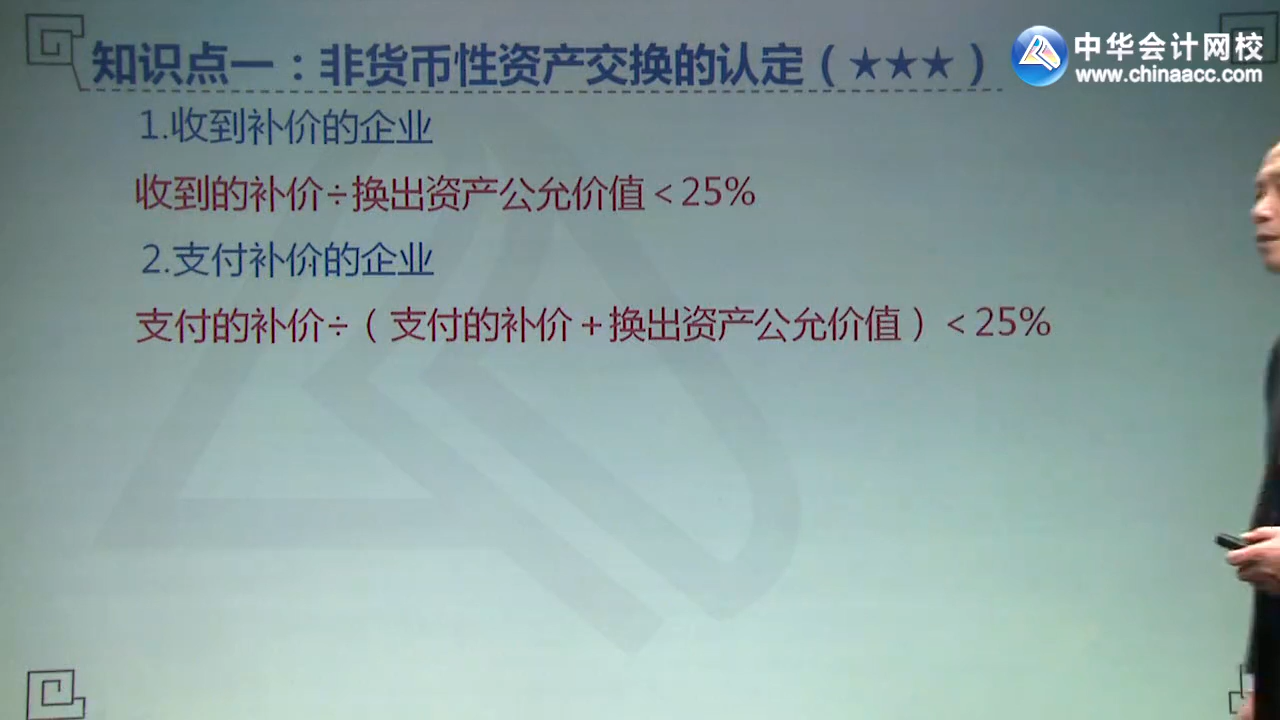 知识点一：非货币性资产交换的认定（★★★）
中华会计网校
www.chinaacc.com
1.收到补价的企业
收到的补价÷换出资产公允价值＜25%
2.支付补价的企业
支付的补价÷（支付的补价＋换出资产公允价值）＜25%